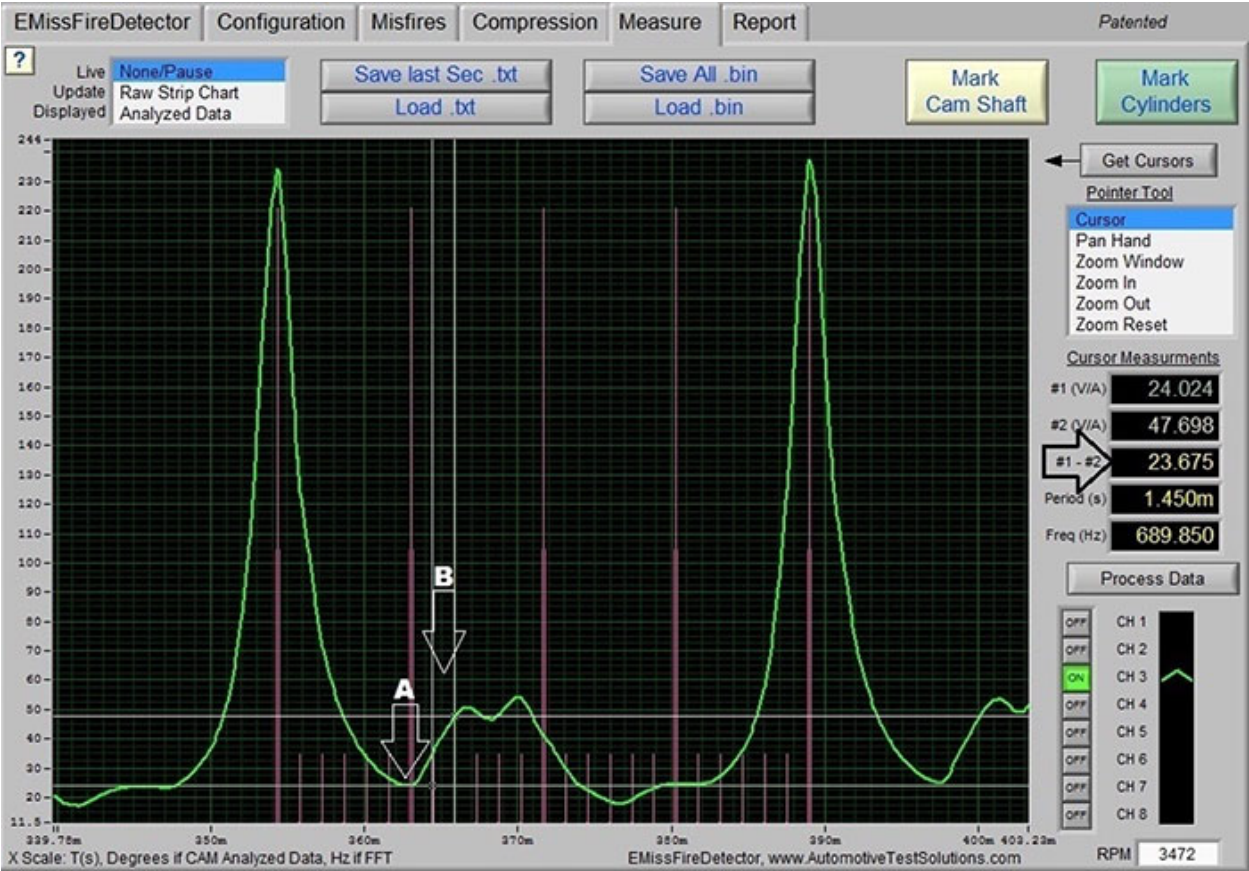 EMissFireDetector Configuration Misfires Compression Measure Report Patented
?
Live
Update
Displayed
None/Pause
Raw Strip Chart
Analyzed Data
Save last Sec .txt
Load .txt
Save All .bin
Load .bin
Mark
Cam Shaft
Mark
Cylinders
244
230
220
210
200
190
180
170
160
150
140
130
120
110
100
90
80
70
60
50
40
30
20
11.5
B
A
339.78m 350m 360m 370m 380m 390m 400m 403.23m
X Scale: T(s), Degrees if CAM Analyzed Data, Hz if FFT
EMissFireDetector, www.AutomotiveTestSolutions.com
Get Cursors
Pointer Tool
Cursor
Pan Hand
Zoom Window
Zoom In
Zoom Out
Zoom Reset
Cursor Measurments
#1 (V/A) 24.024
#2 (V/A) 47.698
#1 - #2 23.675
Period (s) 1.450m
Freq (Hz) 689.850
Process Data
OFF CH 1
OFF CH 2
ON CH 3
OFF CH 4
OFF CH 5
OFF CH 6
OFF CH 7
OFF CH 8
RPM 3472